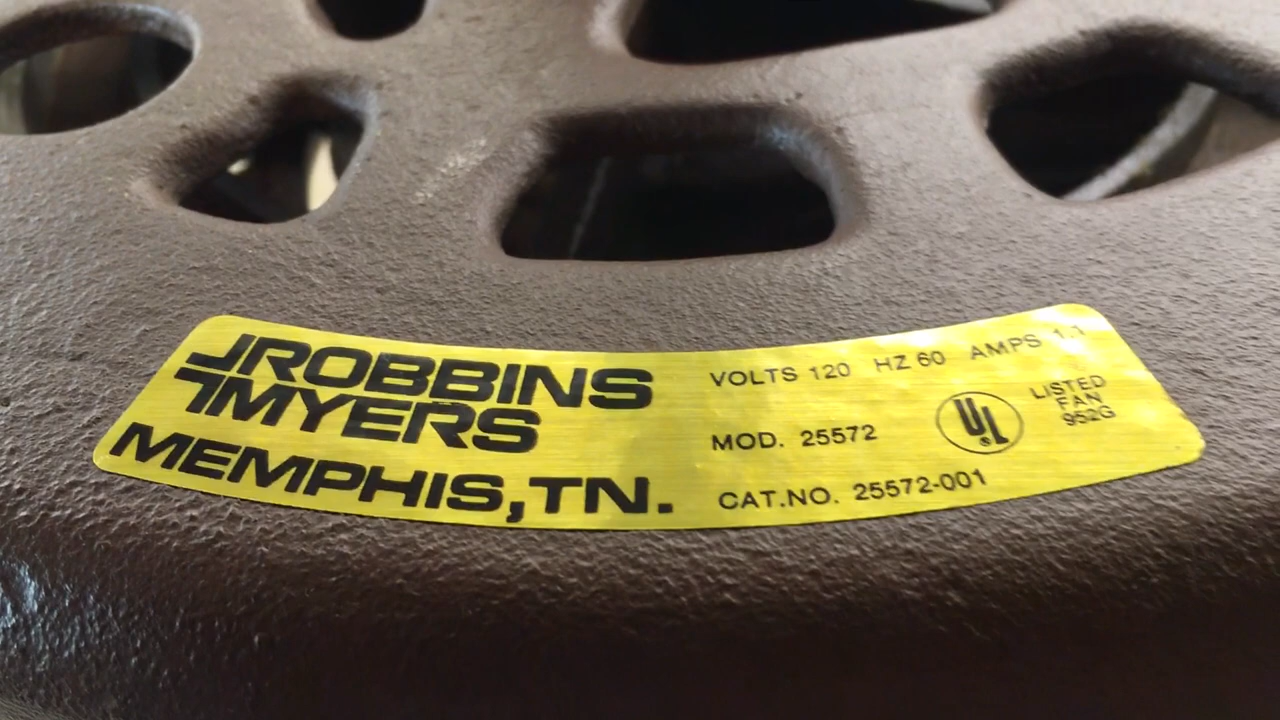 ROBBINS
MYERS
MEMPHIS, TN.
VOLTS 120 HZ 60 AMPS 1.1
MOD. 25572
CAT.NO. 25572-001
UL
LISTED
FAN
952G